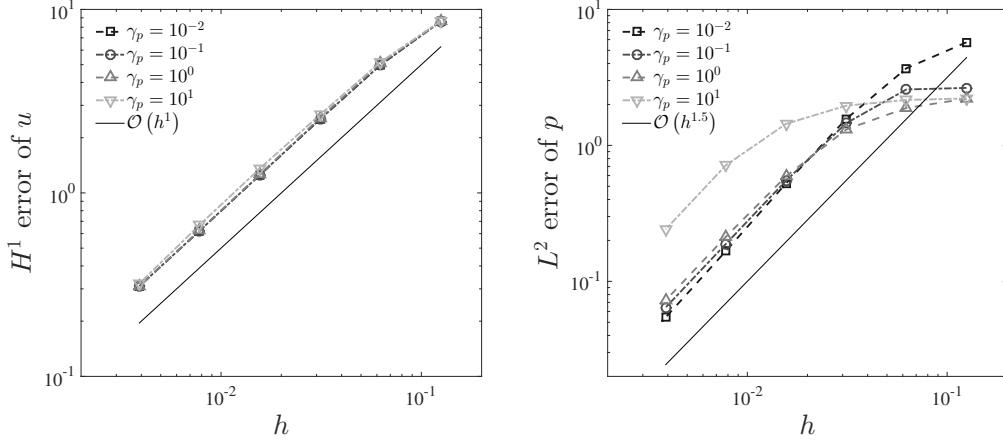 10^1
10^0
10^{-1}
H^1 error of u
γ_p = 10^{-2}
γ_p = 10^{-1}
γ_p = 10^0
γ_p = 10^1
O (h^1)
10^{-2}
10^{-1}
h
10^1
10^0
10^{-1}
L^2 error of p
γ_p = 10^{-2}
γ_p = 10^{-1}
γ_p = 10^0
γ_p = 10^1
O (h^{1.5})
10^{-2}
10^{-1}
h